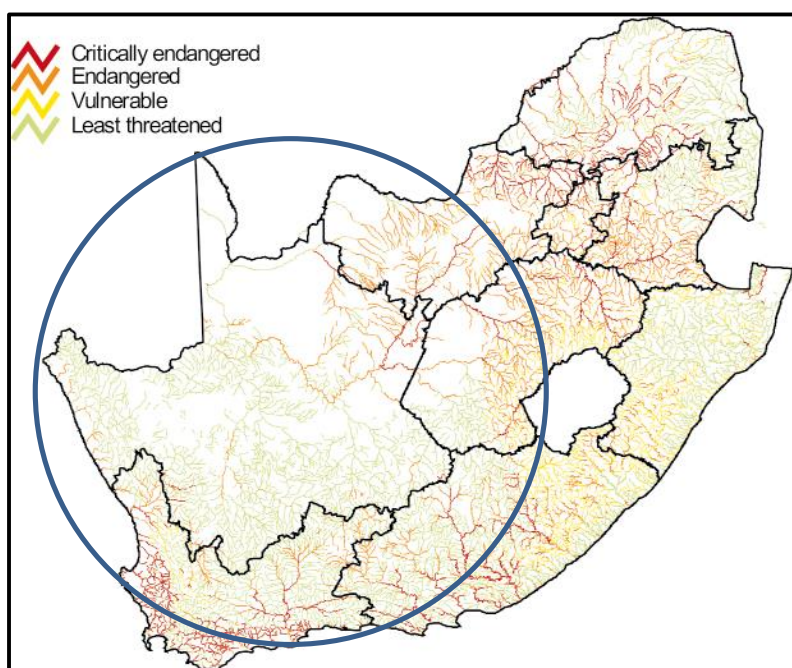 Critically endangered
Endangered
Vulnerable
Least threatened